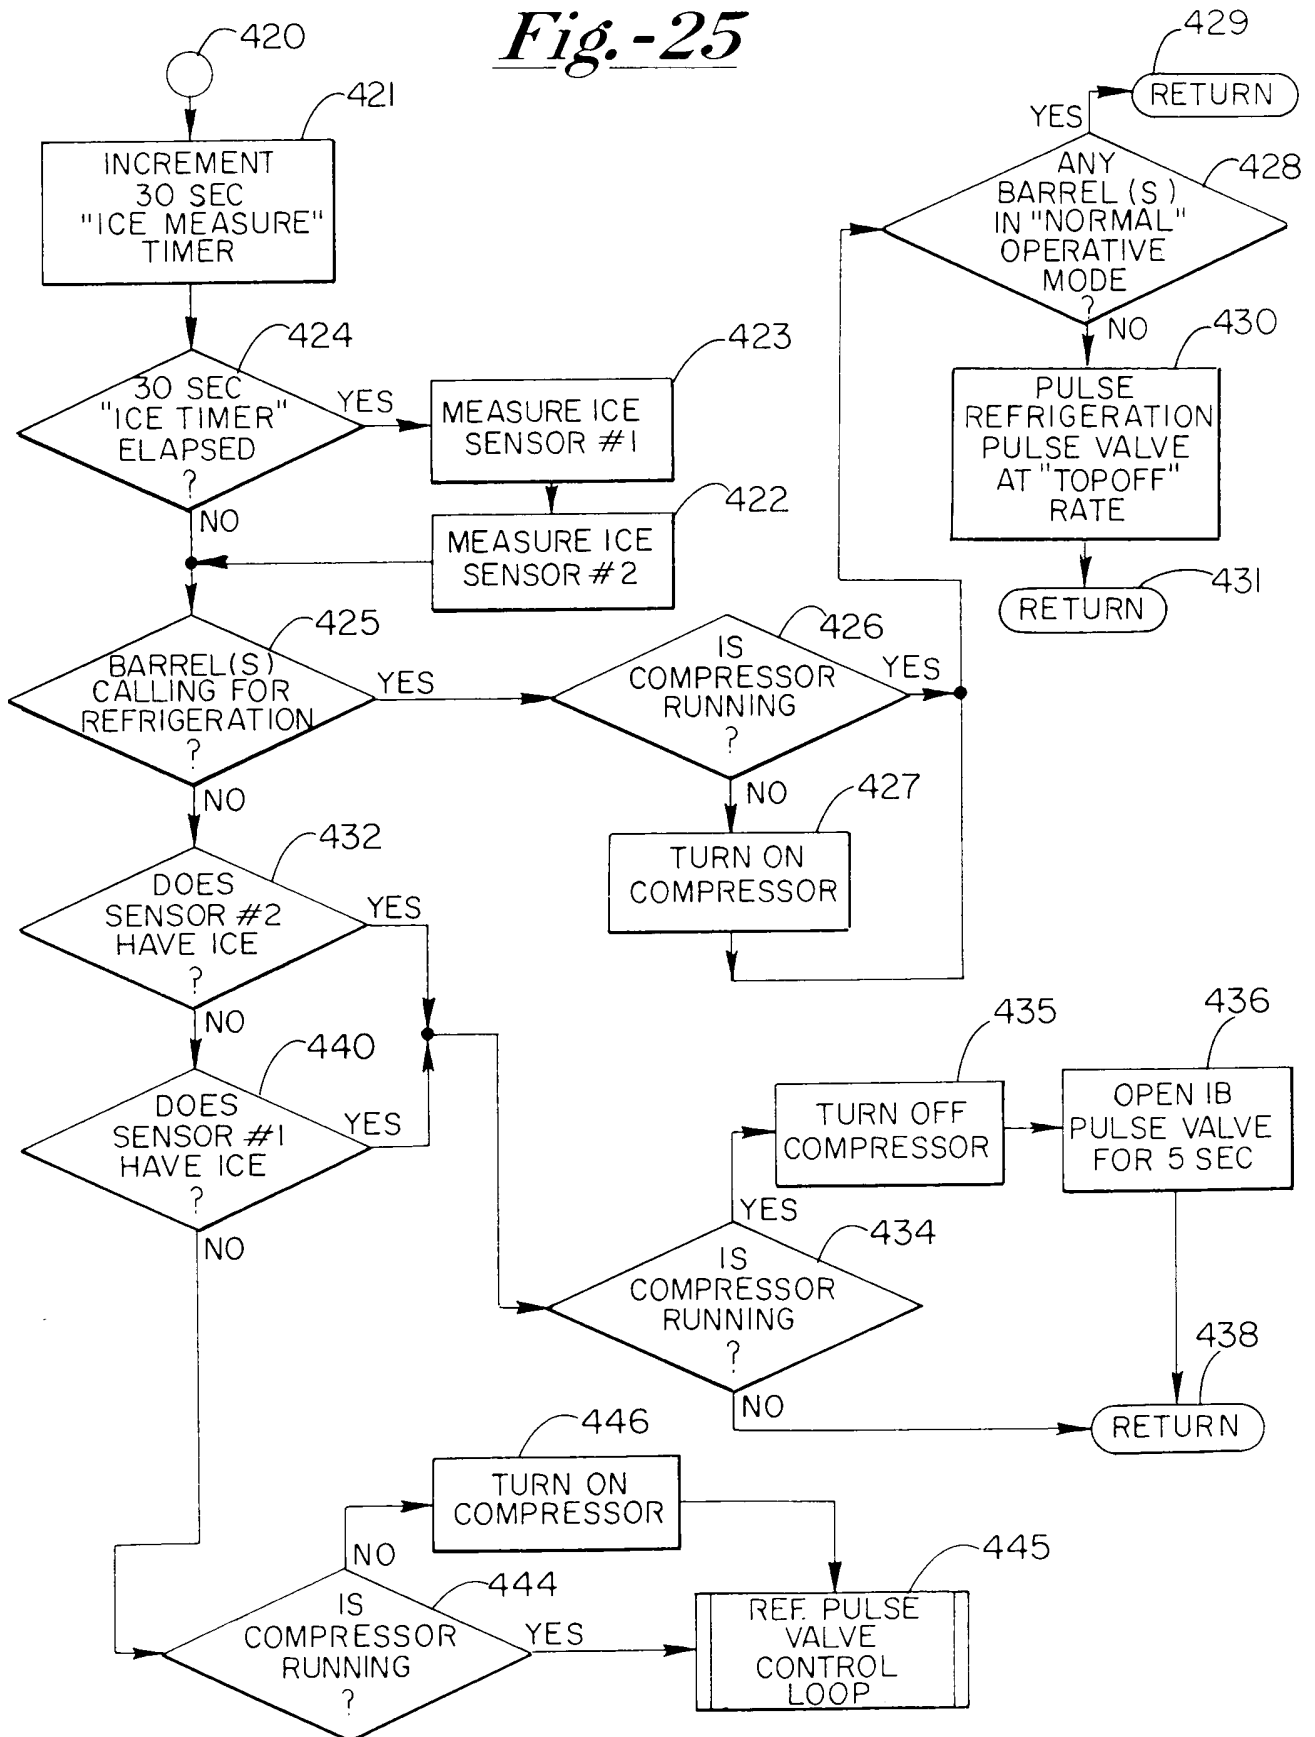 Fig.-25
420
421
INCREMENT
30 SEC
"ICE MEASURE"
TIMER
424
30 SEC
"ICE TIMER"
ELAPSED
?
YES
NO
423
MEASURE ICE
SENSOR #1
422
MEASURE ICE
SENSOR #2
425
BARREL(S)
CALLING FOR
REFRIGERATION
?
YES
NO
426
IS
COMPRESSOR
RUNNING
?
YES
NO
427
TURN ON
COMPRESSOR
429
RETURN
YES
428
ANY
BARREL(S)
IN "NORMAL"
OPERATIVE
MODE
?
NO
430
PULSE
REFRIGERATION
PULSE VALVE
AT "TOPOFF"
RATE
431
RETURN
432
DOES
SENSOR #2
HAVE ICE
?
YES
NO
440
DOES
SENSOR #1
HAVE ICE
?
YES
NO
435
TURN OFF
COMPRESSOR
436
OPEN IB
PULSE VALVE
FOR 5 SEC
YES
434
IS
COMPRESSOR
RUNNING
?
NO
438
RETURN
446
TURN ON
COMPRESSOR
NO
444
IS
COMPRESSOR
RUNNING
?
YES
445
REF. PULSE
VALVE
CONTROL
LOOP